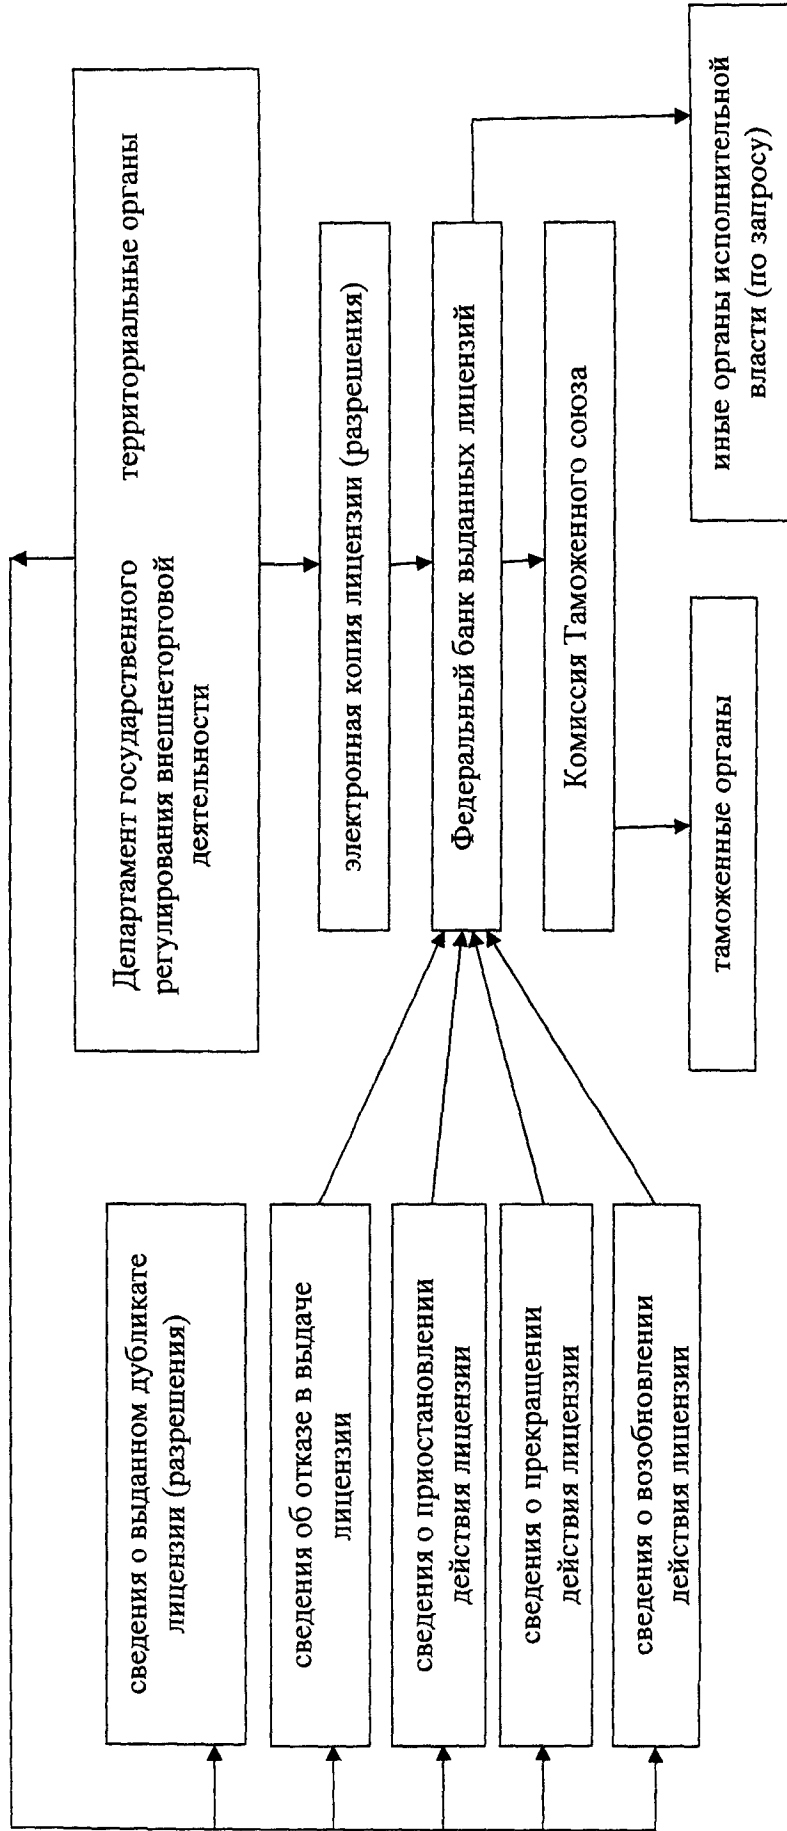 Департамент государственного
регулирования внешнеторговой
деятельности
территориальные органы
сведения о выданном дубликате
лицензии (разрешения)
сведения об отказе в выдаче
лицензии
сведения о приостановлении
действия лицензии
сведения о прекращении
действия лицензии
сведения о возобновлении
действия лицензии
электронная копия лицензии (разрешения)
Федеральный банк выданных лицензий
Комиссия Таможенного союза
таможенные органы
иные органы исполнительной
власти (по запросу)